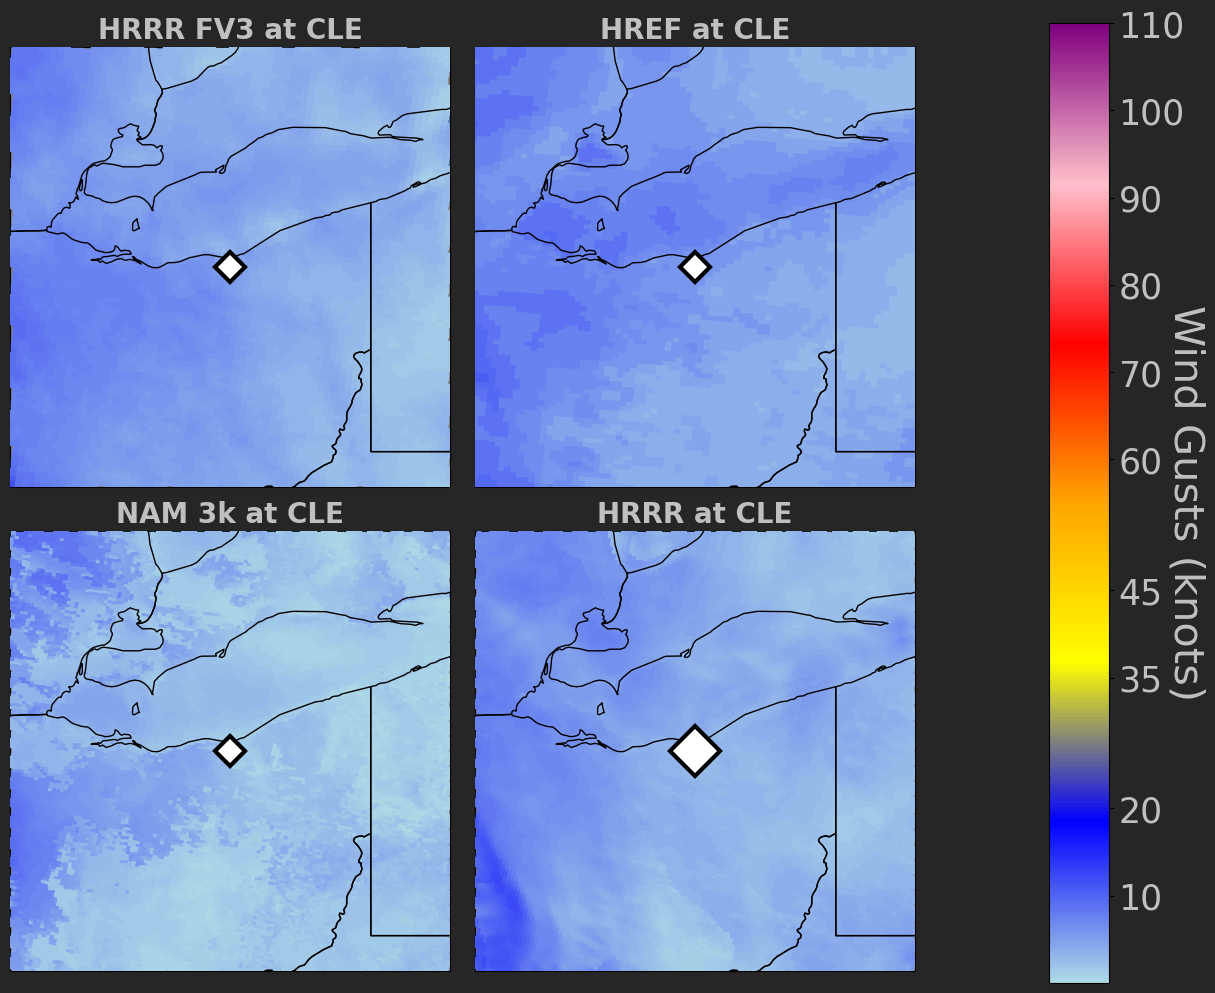 HRRR FV3 at CLE
HREF at CLE
NAM 3k at CLE
HRRR at CLE
110
100
90
80
70
60
45
35
20
10
Wind Gusts (knots)